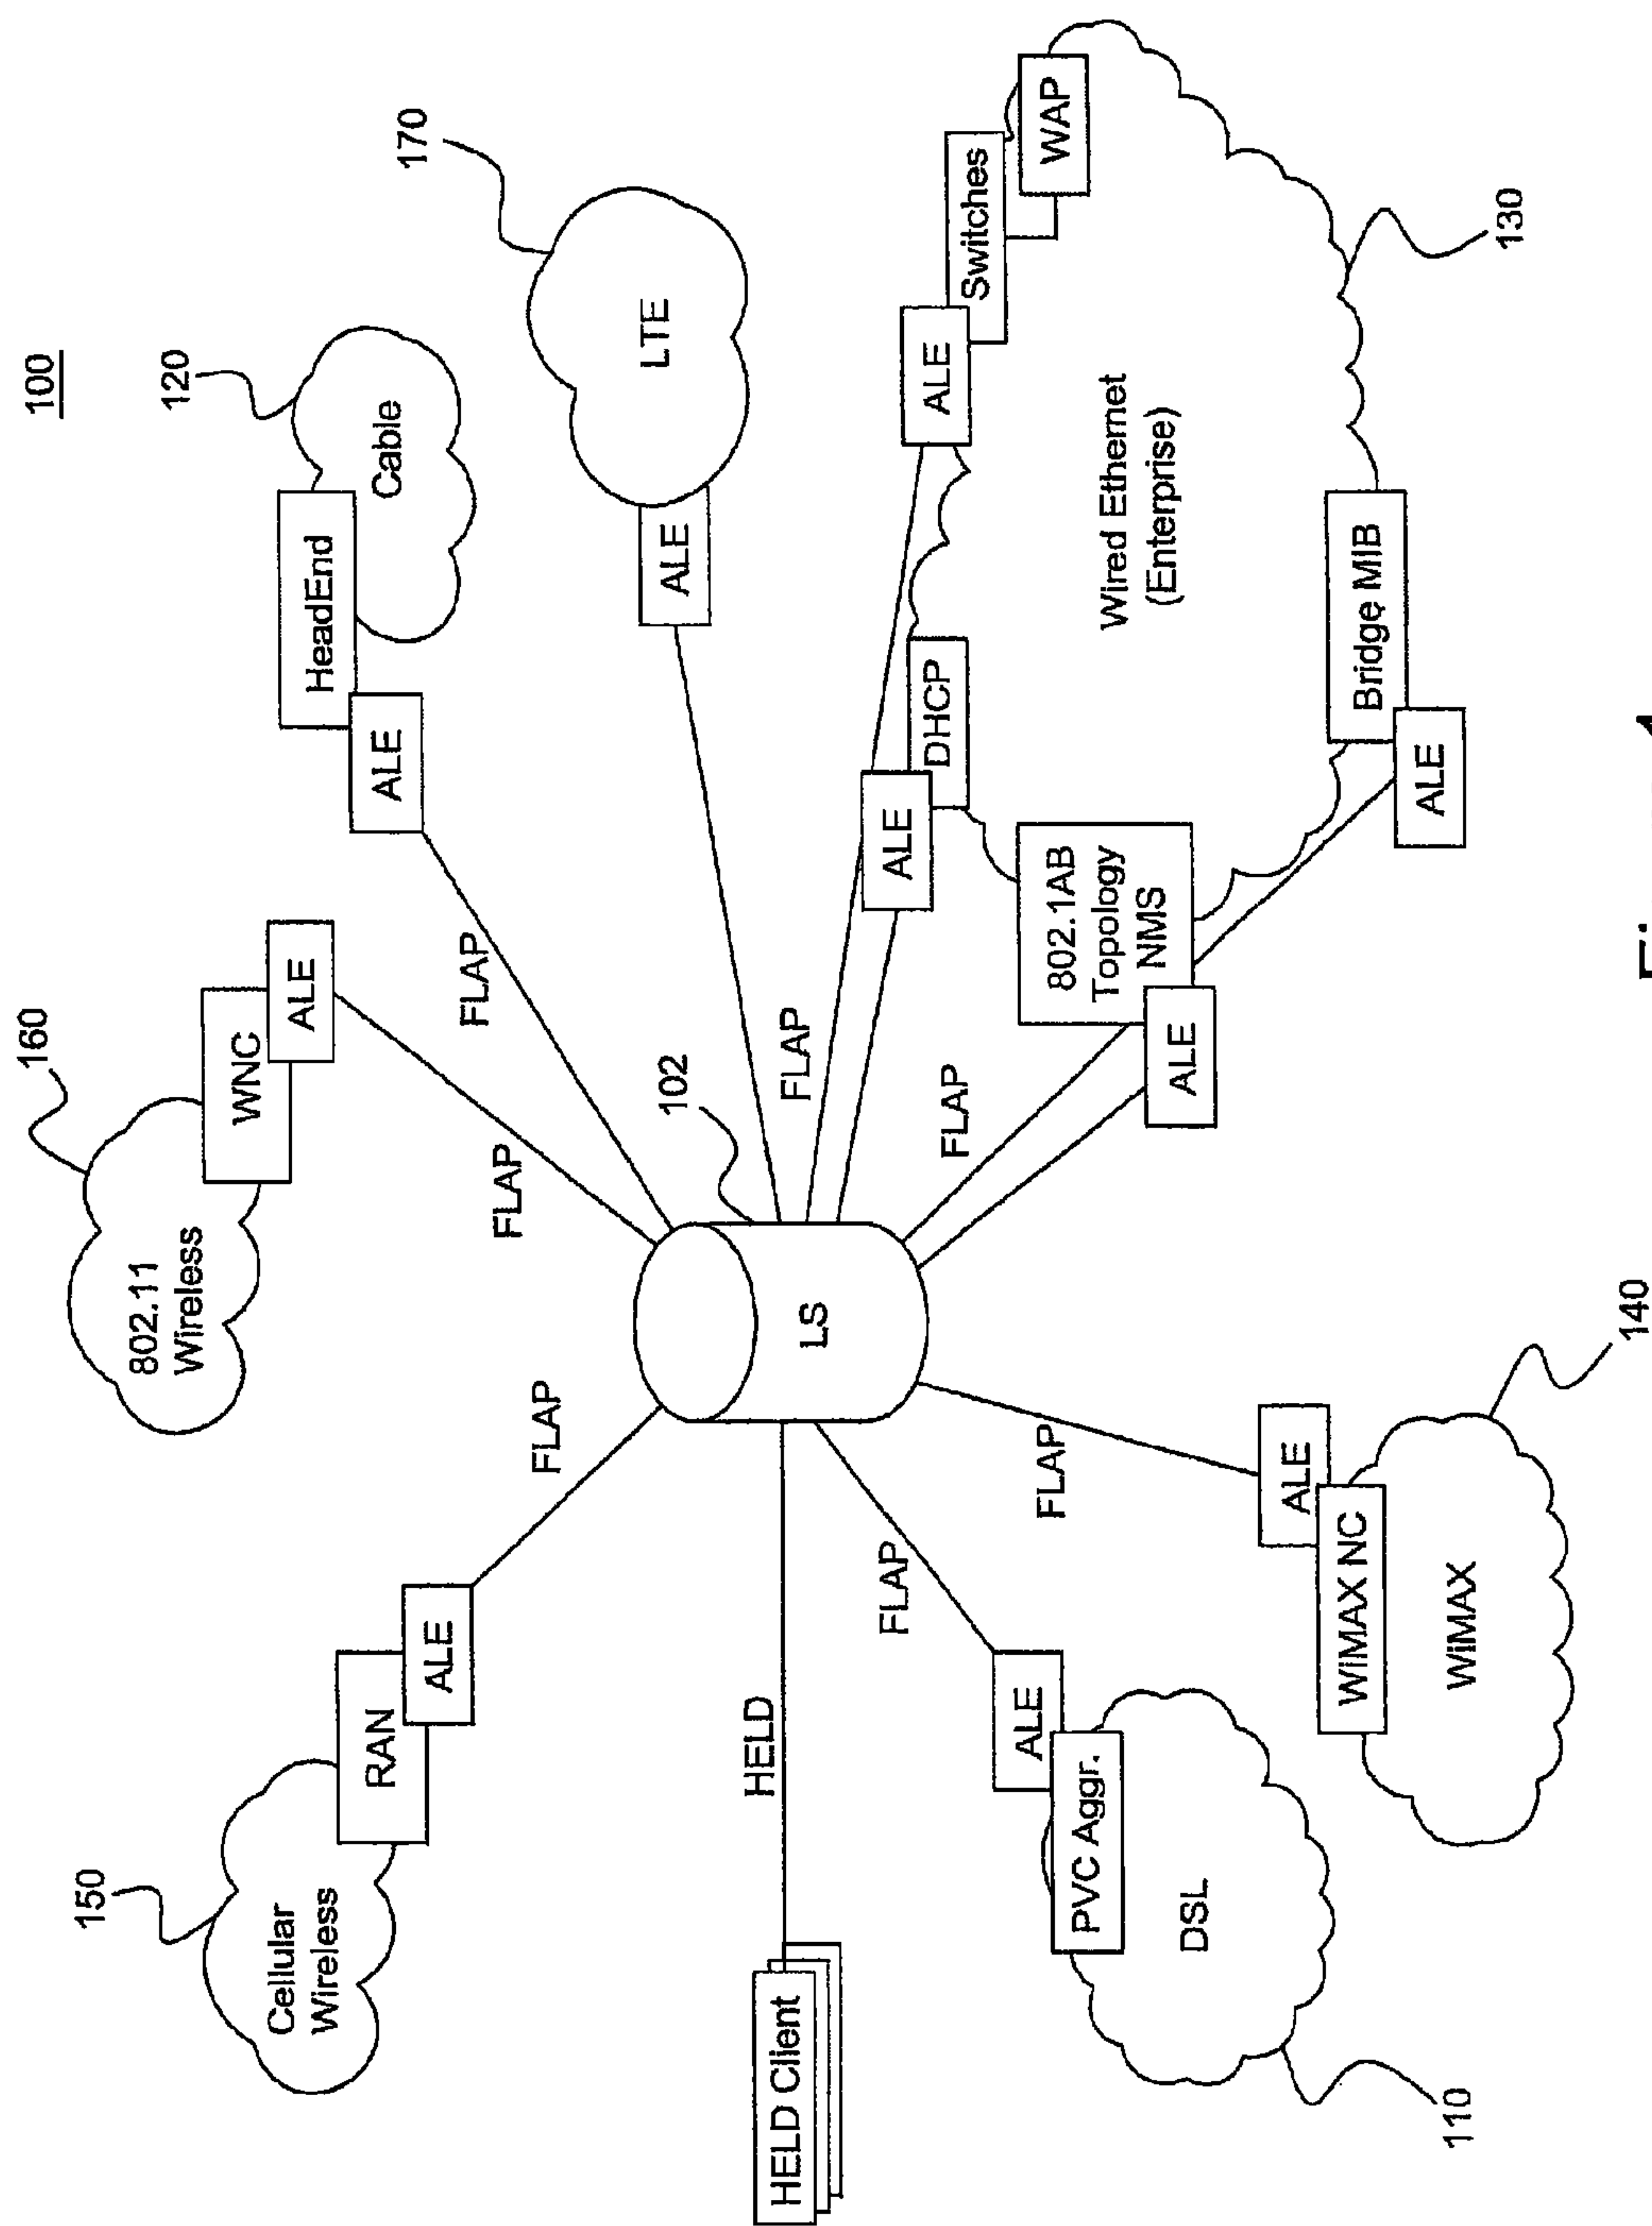 100
150
160
120
170
Cellular
Wireless
RAN
ALE
802.11
Wireless
WNC
ALE
HeadEnd
Cable
ALE
LTE
ALE
FLAP
FLAP
FLAP
102
HELD Client
HELD
LS
FLAP
FLAP
FLAP
FLAP
ALE
Switches
WAP
ALE
DHCP
802.1AB
Topology
NMS
ALE
Wired Ethernet
(Enterprise)
Bridge MIB
ALE
ALE
PVC Aggr.
DSL
ALE
WiMAX NC
WiMAX
110
140
130